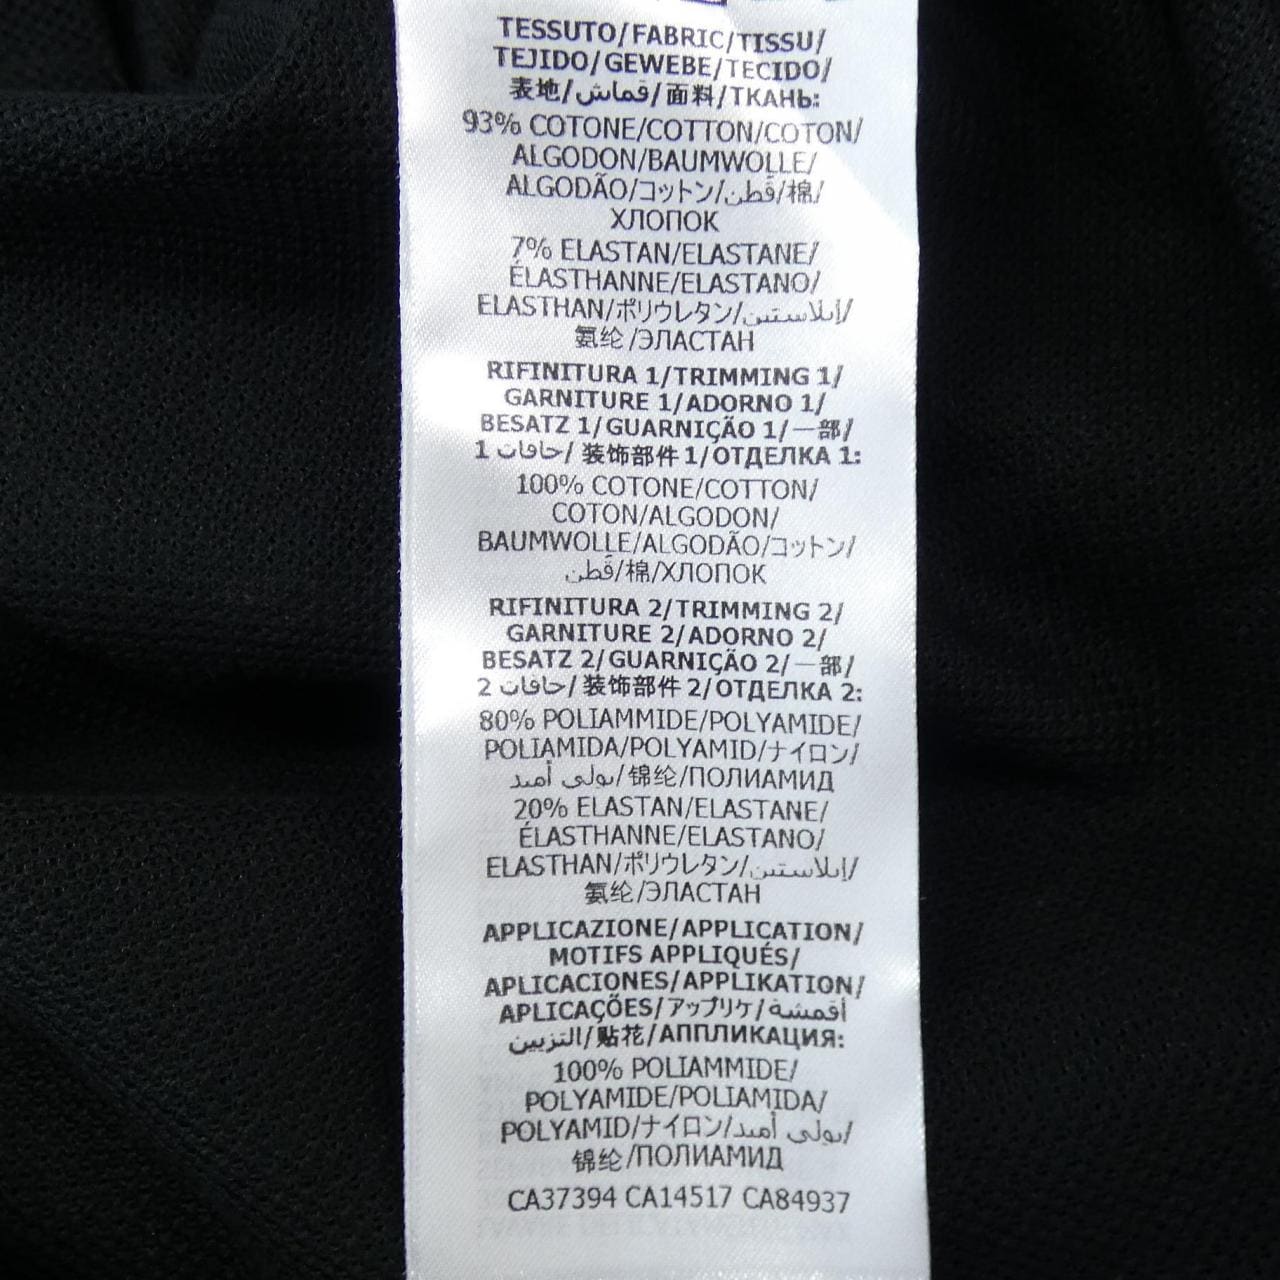 TESSUTO/FABRIC/TISSU/
TEJIDO/GEWEBE/TECIDO/
表地/قماش/面料/ТКАНЬ:
93% COTONE/COTTON/COTON/
ALGODON/BAUMWOLLE/
ALGODÃO/コットン/قطن/棉/
ХЛОПОК
7% ELASTAN/ELASTANE/
ÉLASTHANNE/ELASTANO/
ELASTHAN/ポリウレタン/إيلاستين/
氨纶/ЭЛАСТАН
RIFINITURA 1/TRIMMING 1/
GARNITURE 1/ADORNO 1/
BESATZ 1/GUARNIÇÃO 1/一部/
حافات 1/装饰部件 1/ОТДЕЛКА 1:
100% COTONE/COTTON/
COTON/ALGODON/
BAUMWOLLE/ALGODÃO/コットン/
قطن/棉/ХЛОПОК
RIFINITURA 2/TRIMMING 2/
GARNITURE 2/ADORNO 2/
BESATZ 2/GUARNIÇÃO 2/一部/
حافات 2/装饰部件 2/ОТДЕЛКА 2:
80% POLIAMMIDE/POLYAMIDE/
POLIAMIDA/POLYAMID/ナイロン/
بولي أميد/锦纶/ПОЛИАМИД
20% ELASTAN/ELASTANE/
ÉLASTHANNE/ELASTANO/
ELASTHAN/ポリウレタン/إيلاستين/
氨纶/ЭЛАСТАН
APPLICAZIONE/APPLICATION/
MOTIFS APPLIQUÉS/
APLICACIONES/APPLIKATION/
APLICAÇÕES/アップリケ/أقمشة
التزيين/贴花/АППЛИКАЦИЯ:
100% POLIAMMIDE/
POLYAMIDE/POLIAMIDA/
POLYAMID/ナイロン/بولي أميد/
锦纶/ПОЛИАМИД
CA37394 CA14517 CA84937